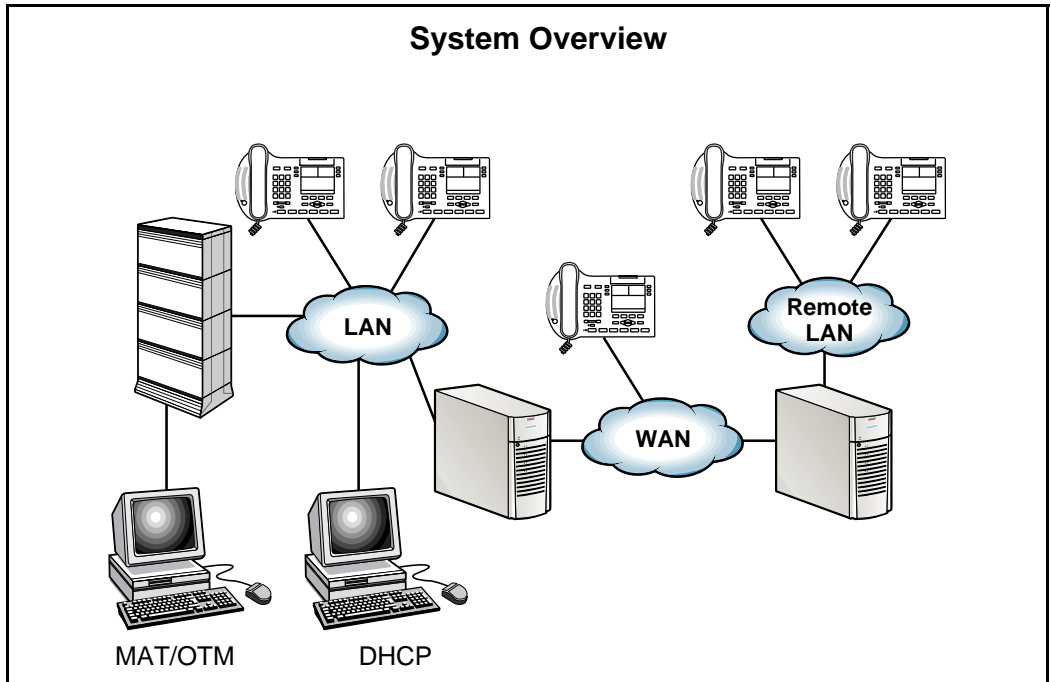 System Overview
LAN
Remote
LAN
WAN
MAT/OTM
DHCP